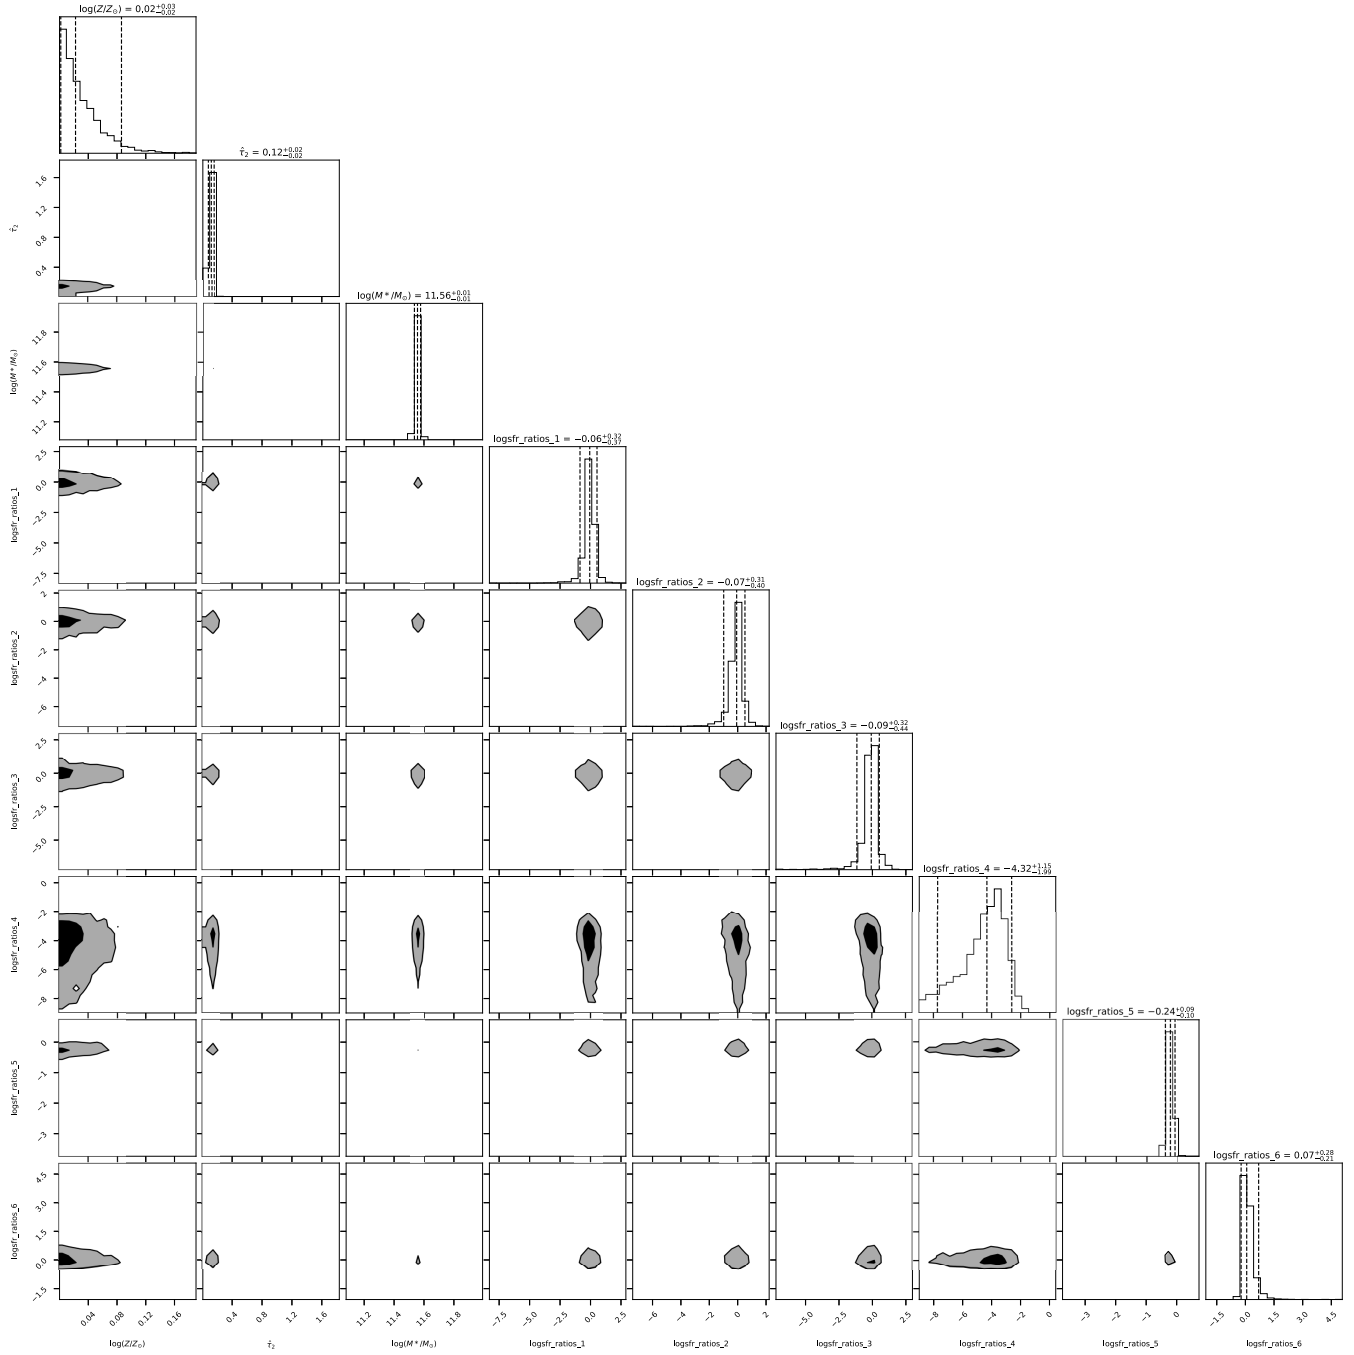 log(Z/Z⊙) = 0.02+0.03−0.02
τ̂2 = 0.12+0.02−0.02
1.6
1.2
0.8
0.4
τ̂2
log(M*/M⊙) = 11.56+0.01−0.01
11.8
11.6
11.4
11.2
log(M*/M⊙)
logsfr_ratios_1 = −0.06+0.32−0.37
2.5
0.0
−2.5
−5.0
−7.5
logsfr_ratios_1
logsfr_ratios_2 = −0.07+0.31−0.40
2
0
−2
−4
−6
logsfr_ratios_2
logsfr_ratios_3 = −0.09+0.32−0.44
2.5
0.0
−2.5
−5.0
logsfr_ratios_3
logsfr_ratios_4 = −4.32+1.15−1.99
0
−2
−4
−6
−8
logsfr_ratios_4
logsfr_ratios_5 = −0.24+0.09−0.10
0
−1
−2
−3
logsfr_ratios_5
logsfr_ratios_6 = 0.07+0.28−0.21
4.5
3.0
1.5
0.0
−1.5
logsfr_ratios_6
0.04 0.08 0.12 0.16 0.4 0.8 1.2 1.6 11.2 11.4 11.6 11.8 −7.5 −5.0 −2.5 0.0 2.5 −6 −4 −2 0 2 −5.0 −2.5 0.0 2.5 −8 −6 −4 −2 0 −3 −2 −1 0 −1.5 0.0 1.5 3.0 4.5
log(Z/Z⊙) τ̂2 log(M*/M⊙) logsfr_ratios_1 logsfr_ratios_2 logsfr_ratios_3 logsfr_ratios_4 logsfr_ratios_5 logsfr_ratios_6